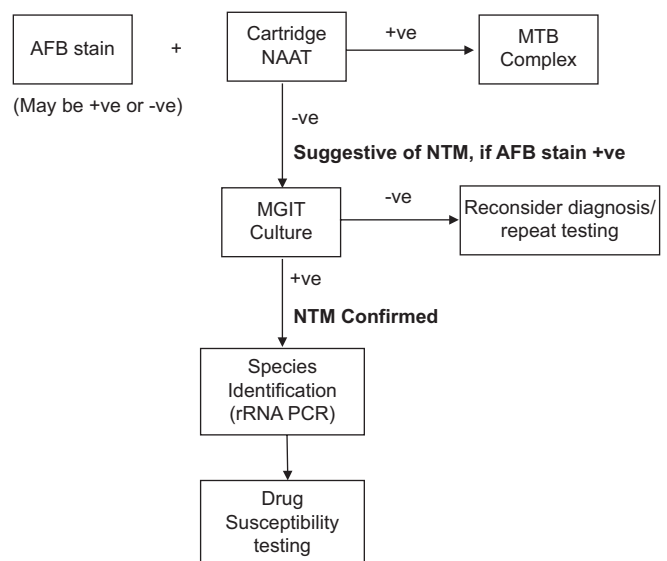 AFB stain
+
Cartridge
NAAT
+ve
MTB
Complex
(May be +ve or -ve)
-ve
Suggestive of NTM, if AFB stain +ve
MGIT
Culture
-ve
Reconsider diagnosis/
repeat testing
+ve
NTM Confirmed
Species
Identification
(rRNA PCR)
Drug
Susceptibility
testing